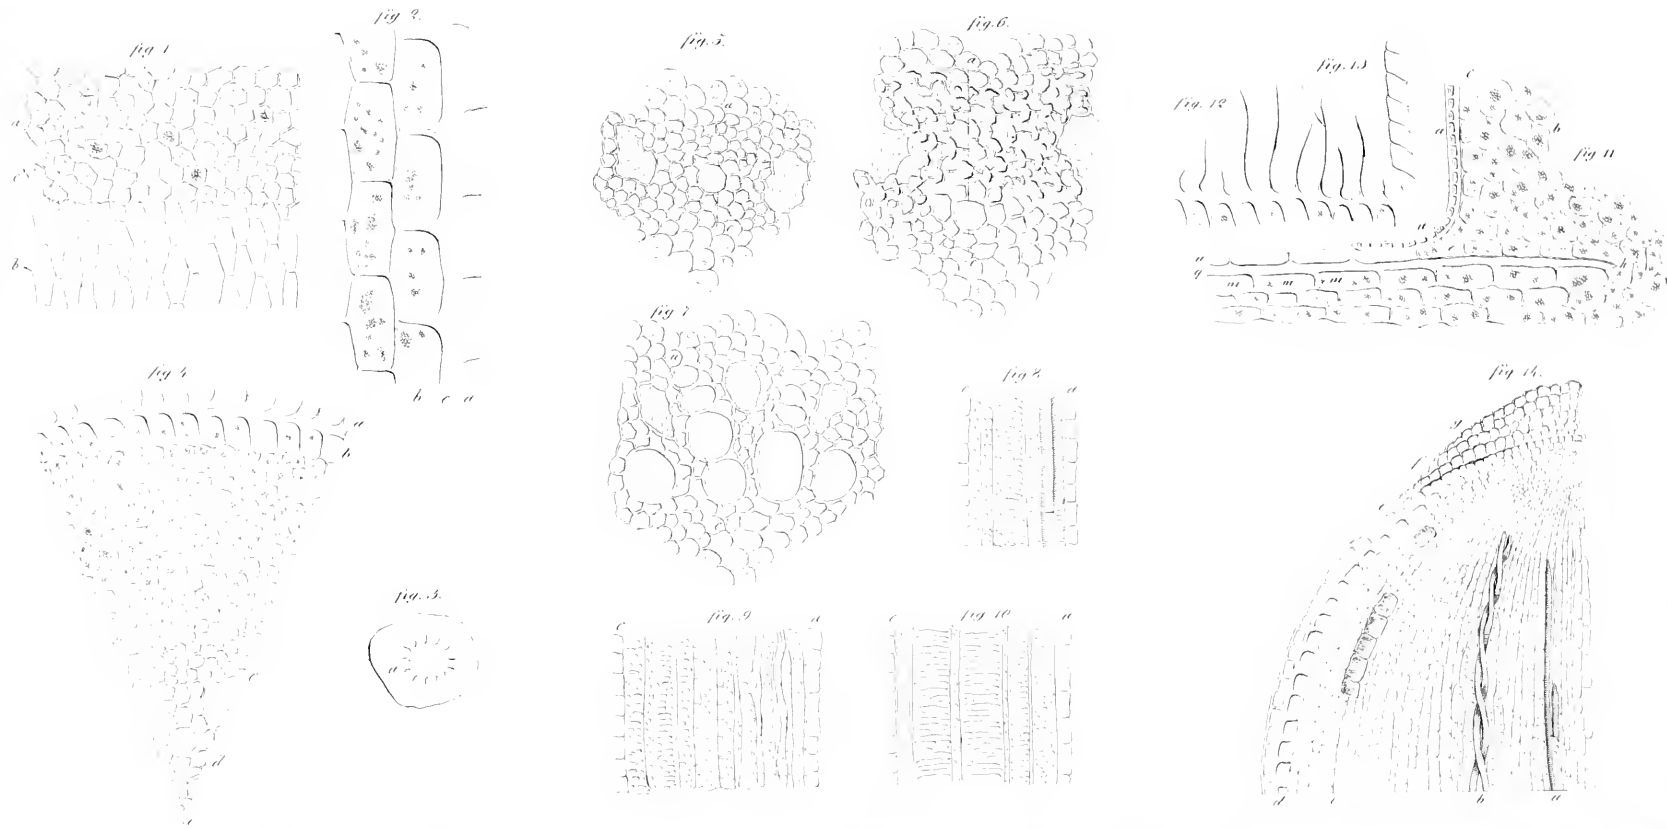 fig 1
a
c
b
fig 2.
b c a
fig. 3.
a
fig 4
a
b
c
d
fig. 5.
a
fig. 6.
a
fig 7
a
fig 8.
c a
fig. 9
c a
fig 10
c a
fig. 12
fig. 13
c
a
b
fig 11
a
a
g
h
m m m
fig 14.
g
f
d c b a